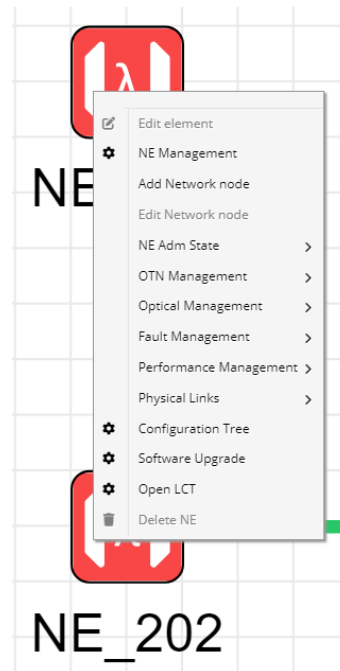 λ
NE
Edit element
NE Management
Add Network node
Edit Network node
NE Adm State
OTN Management
Optical Management
Fault Management
Performance Management
Physical Links
Configuration Tree
Software Upgrade
Open LCT
Delete NE
NE_202